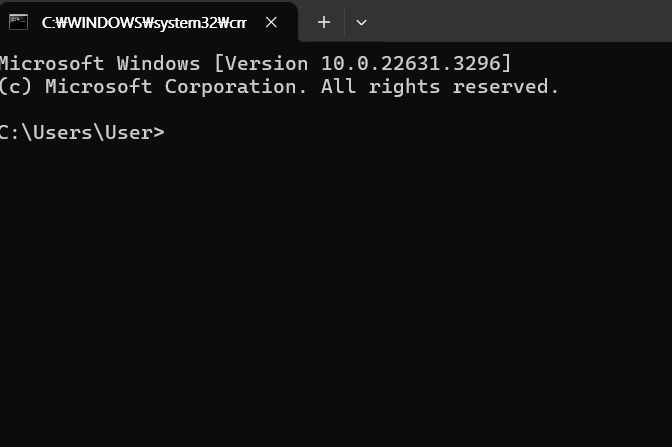 C:₩WINDOWS₩system32₩cm
Microsoft Windows [Version 10.0.22631.3296]
(c) Microsoft Corporation. All rights reserved.
C:\Users\User>